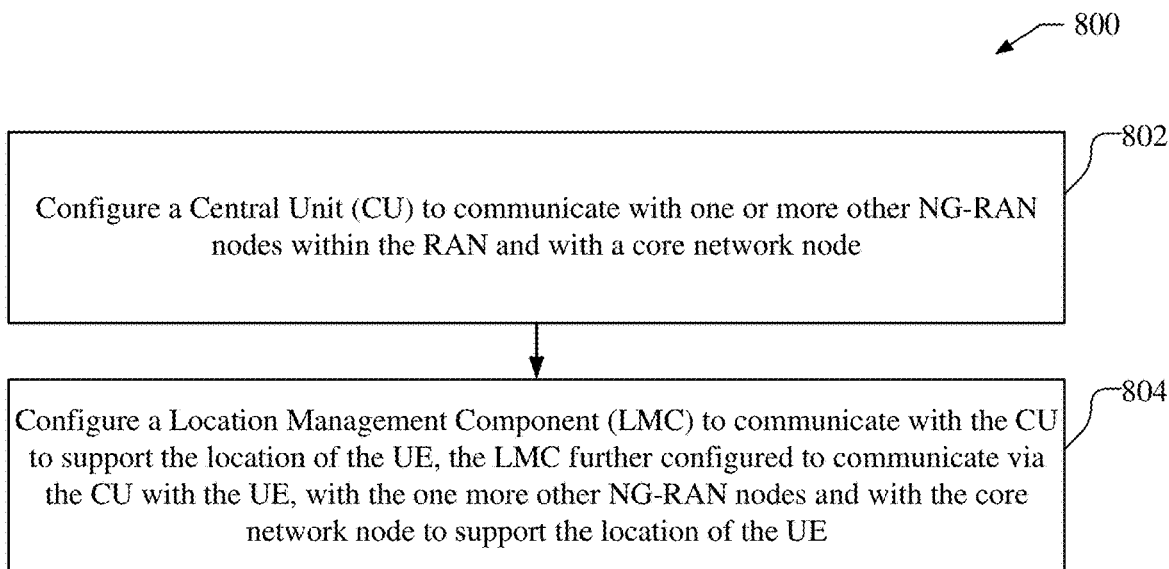 800
802
Configure a Central Unit (CU) to communicate with one or more other NG-RAN
nodes within the RAN and with a core network node
804
Configure a Location Management Component (LMC) to communicate with the CU
to support the location of the UE, the LMC further configured to communicate via
the CU with the UE, with the one more other NG-RAN nodes and with the core
network node to support the location of the UE